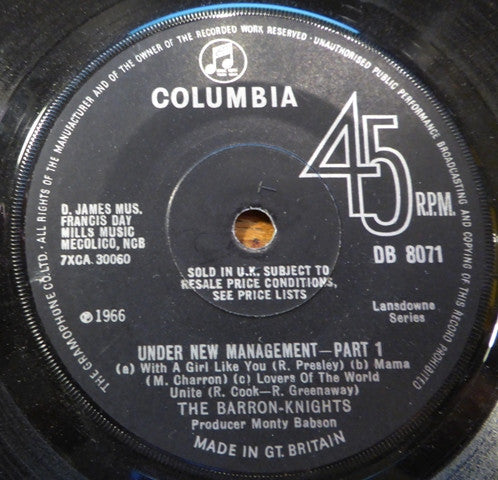 THE GRAMOPHONE CO. LTD. · ALL RIGHTS OF THE MANUFACTURER AND OF THE OWNER OF THE RECORDED WORK RESERVED · UNAUTHORISED PUBLIC PERFORMANCE BROADCASTING AND COPYING OF THIS RECORD PROHIBITED
COLUMBIA
45
R.P.M.
D. JAMES MUS.
FRANCIS DAY
MILLS MUSIC
MECOLICO, NCB
7XCA. 30060
DB 8071
SOLD IN U.K. SUBJECT TO
RESALE PRICE CONDITIONS,
SEE PRICE LISTS
℗1966
Lansdowne
Series
UNDER NEW MANAGEMENT—PART 1
(a) With A Girl Like You (R. Presley) (b) Mama
(M. Charron) (c) Lovers Of The World
Unite (R. Cook—R. Greenaway)
THE BARRON-KNIGHTS
Producer Monty Babson
MADE IN GT. BRITAIN